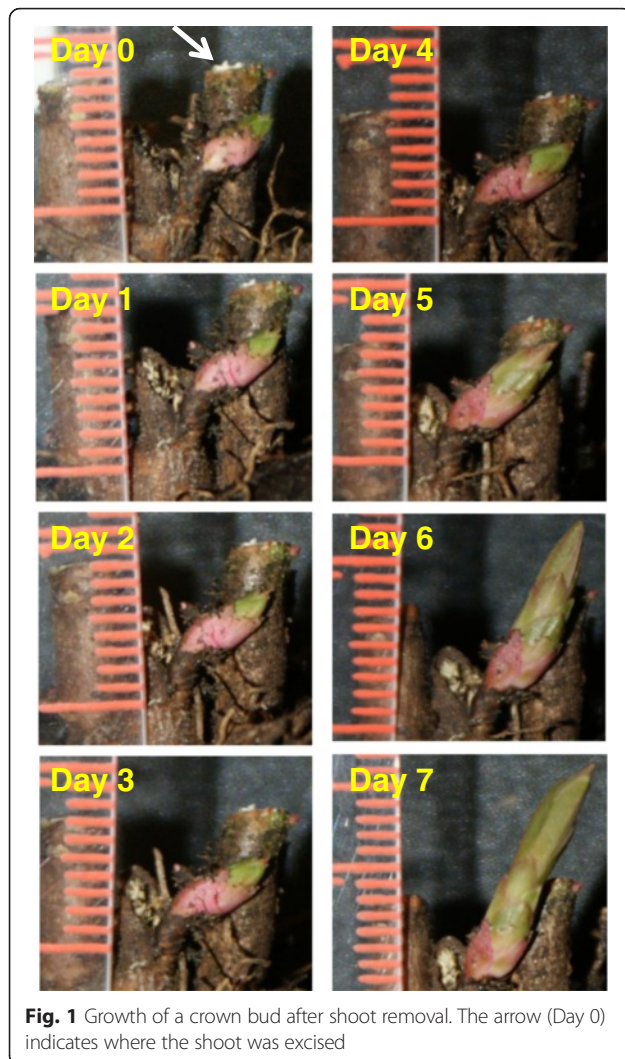 Day 0
Day 4
Day 1
Day 5
Day 2
Day 6
Day 3
Day 7
Fig. 1 Growth of a crown bud after shoot removal. The arrow (Day 0)
indicates where the shoot was excised